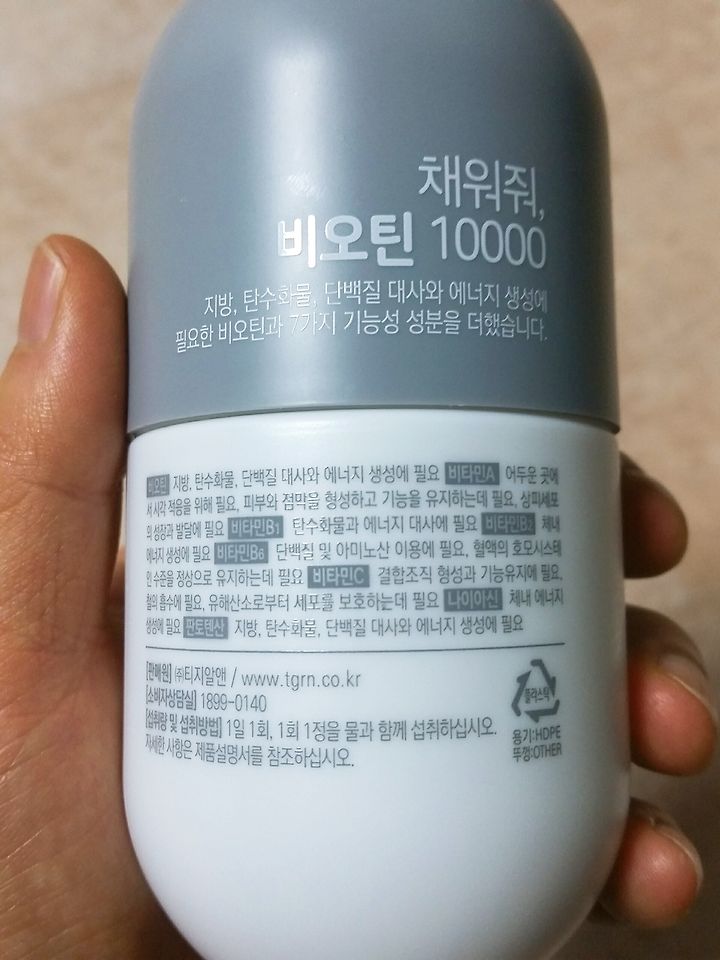 채워줘,
비오틴 10000
지방, 탄수화물, 단백질 대사와 에너지 생성에
필요한 비오틴과 7가지 기능성 성분을 더했습니다.
비오틴 지방, 탄수화물, 단백질 대사와 에너지 생성에 필요 비타민A 어두운 곳에
서 시각 적응을 위해 필요, 피부와 점막을 형성하고 기능을 유지하는데 필요, 상피세포
의 성장과 발달에 필요 비타민B1 탄수화물과 에너지 대사에 필요 비타민B2 체내
에너지 생성에 필요 비타민B6 단백질 및 아미노산 이용에 필요, 혈액의 호모시스테
인 수준을 정상으로 유지하는데 필요 비타민C 결합조직 형성과 기능유지에 필요,
철의 흡수에 필요, 유해산소로부터 세포를 보호하는데 필요 나이아신 체내 에너지
생성에 필요 판토텐산 지방, 탄수화물, 단백질 대사와 에너지 생성에 필요
[판매원] ㈜티지알앤 / www.tgrn.co.kr
[소비자상담실] 1899-0140
[섭취량 및 섭취방법] 1일 1회, 1회 1정을 물과 함께 섭취하십시오.
자세한 사항은 제품설명서를 참조하십시오.
플라스틱
용기:HDPE
뚜껑:OTHER